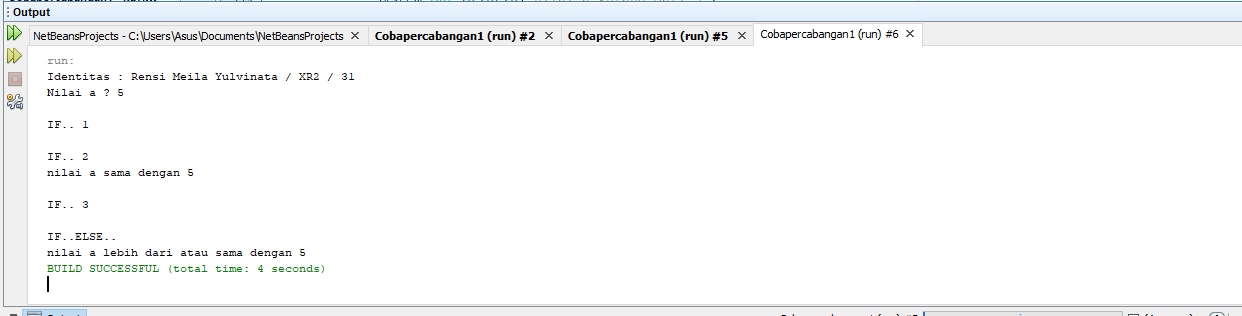 Output
NetBeansProjects - C:\Users\Asus\Documents\NetBeansProjects Cobapercabangan1 (run) #2 Cobapercabangan1 (run) #5 Cobapercabangan1 (run) #6
run:
Identitas : Rensi Meila Yulvinata / XR2 / 31
Nilai a ? 5
IF.. 1
IF.. 2
nilai a sama dengan 5
IF.. 3
IF..ELSE..
nilai a lebih dari atau sama dengan 5
BUILD SUCCESSFUL (total time: 4 seconds)